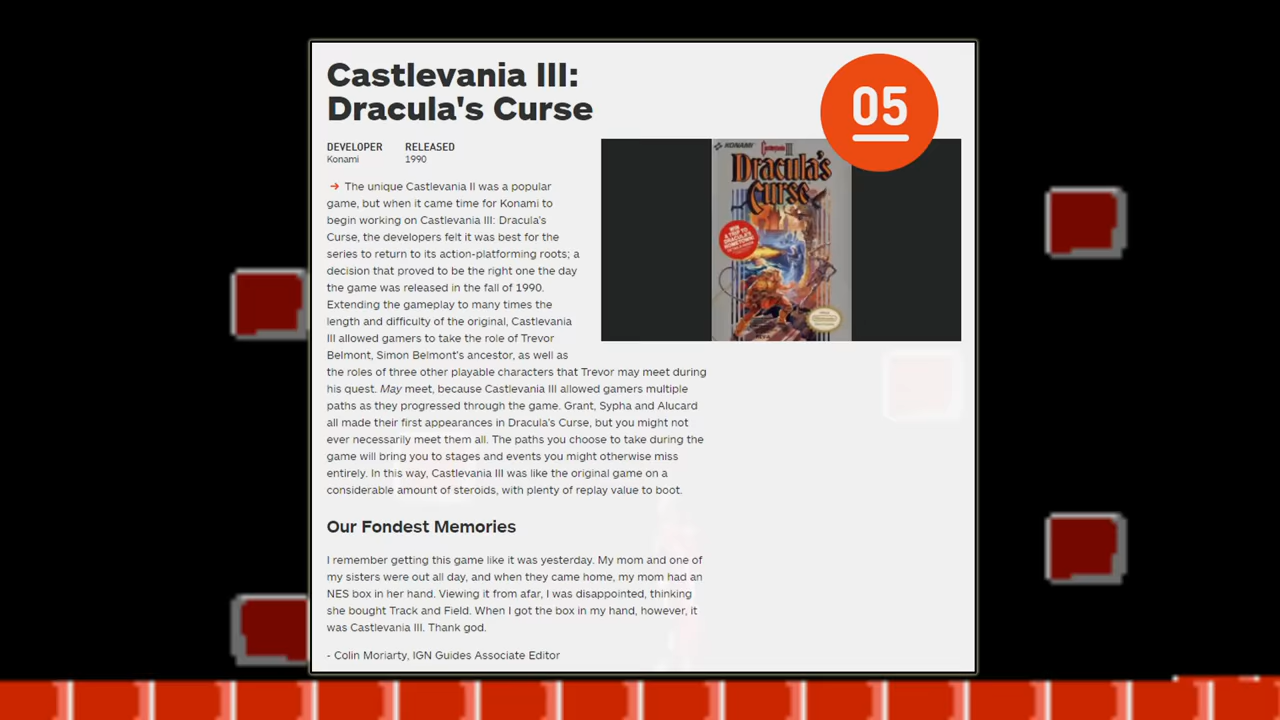 Castlevania III:
Dracula's Curse
05
DEVELOPER RELEASED
Konami 1990
KONAMI
Castlevania III
Dracula's
Curse
WIN
A TRIP TO
DRACULA'S
HOMETOWN
Nintendo
→ The unique Castlevania II was a popular
game, but when it came time for Konami to
begin working on Castlevania III: Dracula's
Curse, the developers felt it was best for the
series to return to its action-platforming roots; a
decision that proved to be the right one the day
the game was released in the fall of 1990.
Extending the gameplay to many times the
length and difficulty of the original, Castlevania
III allowed gamers to take the role of Trevor
Belmont, Simon Belmont's ancestor, as well as
the roles of three other playable characters that Trevor may meet during
his quest. May meet, because Castlevania III allowed gamers multiple
paths as they progressed through the game. Grant, Sypha and Alucard
all made their first appearances in Dracula's Curse, but you might not
ever necessarily meet them all. The paths you choose to take during the
game will bring you to stages and events you might otherwise miss
entirely. In this way, Castlevania III was like the original game on a
considerable amount of steroids, with plenty of replay value to boot.
Our Fondest Memories
I remember getting this game like it was yesterday. My mom and one of
my sisters were out all day, and when they came home, my mom had an
NES box in her hand. Viewing it from afar, I was disappointed, thinking
she bought Track and Field. When I got the box in my hand, however, it
was Castlevania III. Thank god.
- Colin Moriarty, IGN Guides Associate Editor